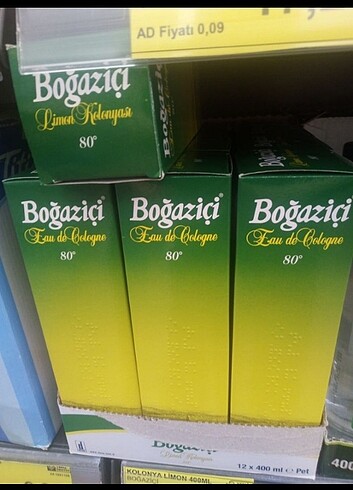 AD Fiyatı 0,09
Boğaziçi
Limon Kolonyası
80°
Boğaziçi
Eau de Cologne
80°
Boğaziçi
Eau de Cologne
80°
Boğaziçi
Eau de Cologne
80°
Boğaziçi
12 x 400 ml e Pet
KOLONYA LİMON 400ML
BOĞAZİÇİ
400